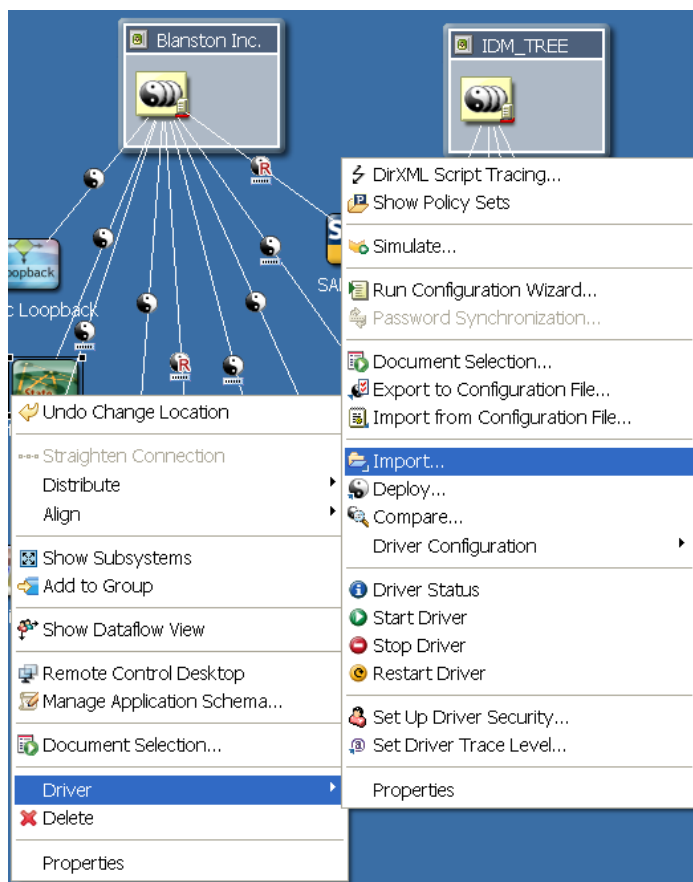 Blanston Inc.
IDM_TREE
R
DirXML Script Tracing...
Show Policy Sets
Simulate...
Run Configuration Wizard...
Password Synchronization...
Document Selection...
Export to Configuration File...
Import from Configuration File...
Import...
Deploy...
Compare...
Driver Configuration
Driver Status
Start Driver
Stop Driver
Restart Driver
Set Up Driver Security...
Set Driver Trace Level...
Properties
S
SA
oopback
c Loopback
R
State
Undo Change Location
Straighten Connection
Distribute
Align
Show Subsystems
Add to Group
Show Dataflow View
Remote Control Desktop
Manage Application Schema...
Document Selection...
Driver
Delete
Properties